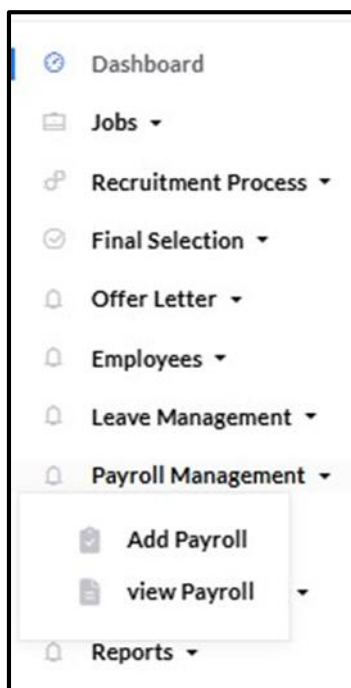 Dashboard
Jobs
Recruitment Process
Final Selection
Offer Letter
Employees
Leave Management
Payroll Management
Add Payroll
view Payroll
Reports